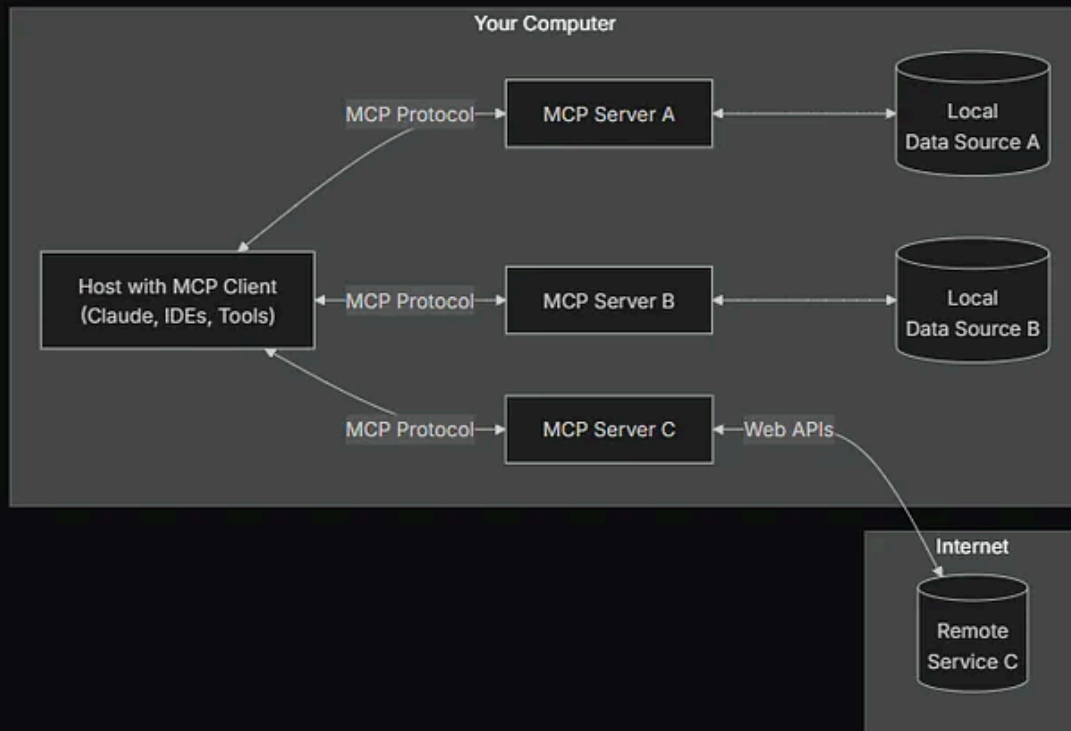 Your Computer
MCP Protocol
MCP Server A
Local
Data Source A
Host with MCP Client
(Claude, IDEs, Tools)
MCP Protocol
MCP Server B
Local
Data Source B
MCP Protocol
MCP Server C
Web APIs
Internet
Remote
Service C